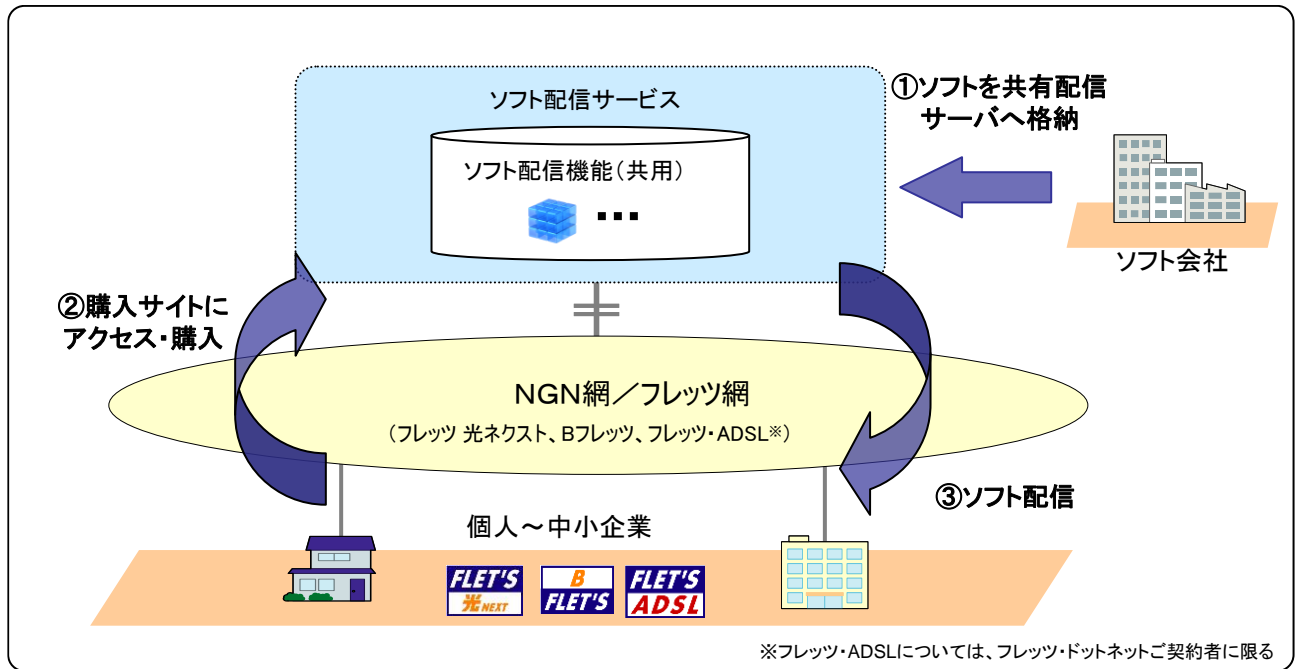 ソフト配信サービス
ソフト配信機能（共用）
・・・
①ソフトを共有配信
サーバへ格納
ソフト会社
②購入サイトに
アクセス・購入
NGN網／フレッツ網
（フレッツ 光ネクスト、Bフレッツ、フレッツ・ADSL※）
③ソフト配信
個人～中小企業
FLET'S
光NEXT
B
FLET'S
FLET'S
ADSL
※フレッツ・ADSLについては、フレッツ・ドットネットご契約者に限る